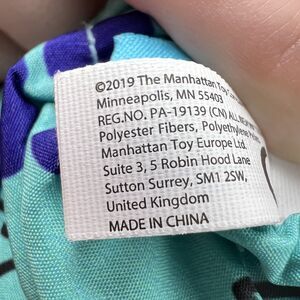 ©2019 The Manhattan Toy
Minneapolis, MN 55403
REG.NO. PA-19139 (CN) ALL NEW
Polyester Fibers, Polyethylene
Manhattan Toy Europe Ltd.
Suite 3, 5 Robin Hood Lane
Sutton Surrey, SM1 2SW,
United Kingdom
MADE IN CHINA